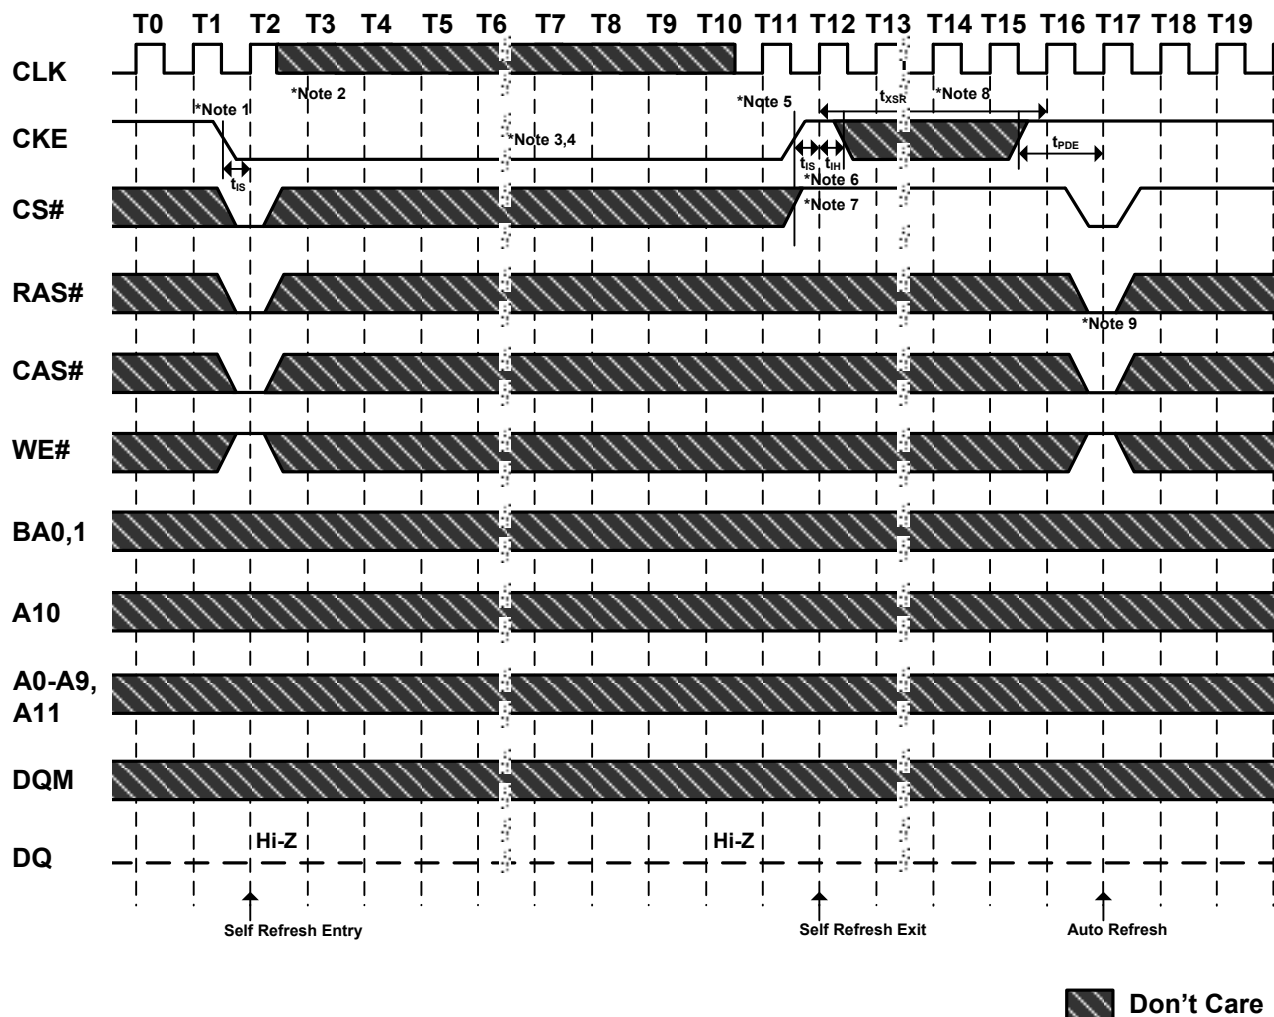 T0 T1 T2 T3 T4 T5 T6 T7 T8 T9 T10 T11 T12 T13 T14 T15 T16 T17 T18 T19
CLK
*Note 2
*Note 5
tXSR
*Note 8
*Note 1
CKE
*Note 3,4
tPDE
tIS
tIS
tIH
*Note 6
CS#
*Note 7
RAS#
*Note 9
CAS#
WE#
BA0,1
A10
A0-A9,
A11
DQM
Hi-Z
Hi-Z
DQ
Self Refresh Entry
Self Refresh Exit
Auto Refresh
Don't Care